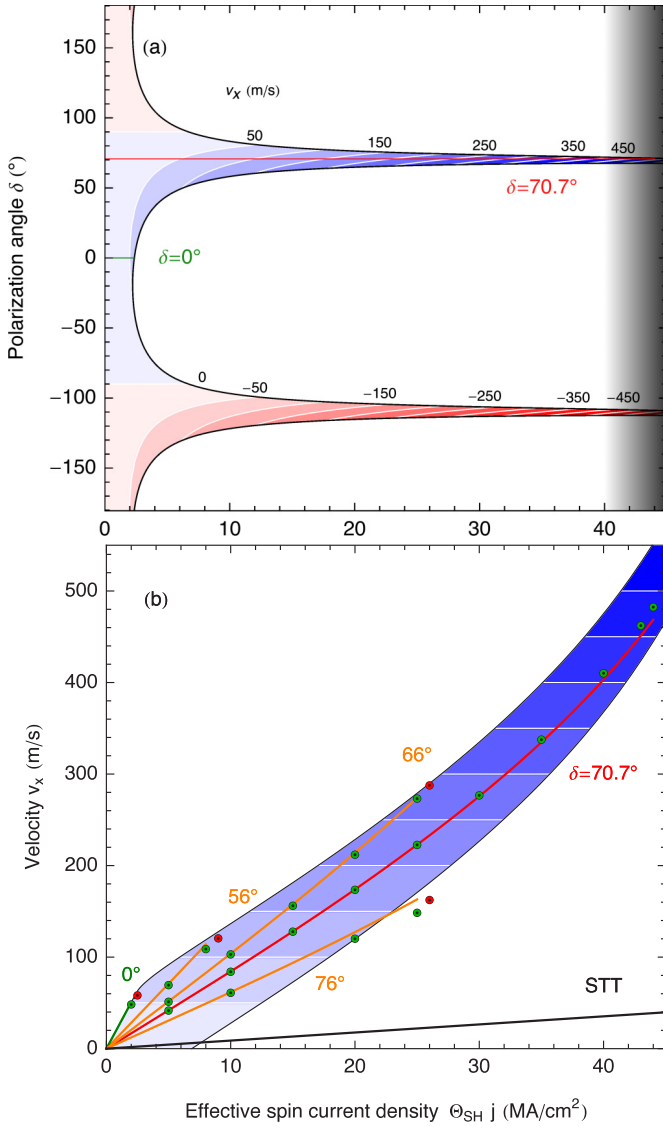 (a)
150
100
50
0
−50
−100
−150
Polarization angle δ (°)
v_x (m/s)
50 150 250 350 450
δ=70.7°
δ=0°
0 −50 −150 −250 −350 −450
0 10 20 30 40
(b)
500
400
300
200
100
0
Velocity v_x (m/s)
66°
δ=70.7°
56°
76°
0°
STT
0 10 20 30 40
Effective spin current density Θ_SH j (MA/cm²)